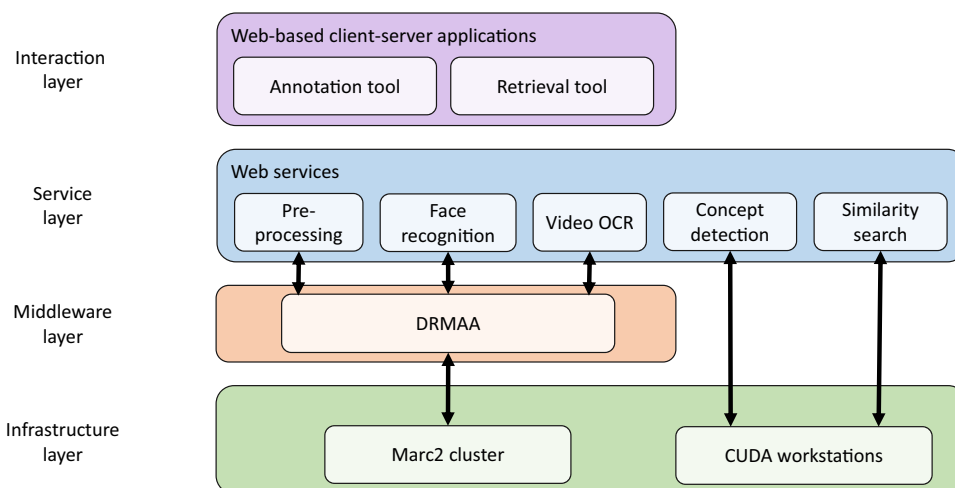 Interaction
layer
Web-based client-server applications
Annotation tool
Retrieval tool
Service
layer
Web services
Pre-
processing
Face
recognition
Video OCR
Concept
detection
Similarity
search
Middleware
layer
DRMAA
Infrastructure
layer
Marc2 cluster
CUDA workstations